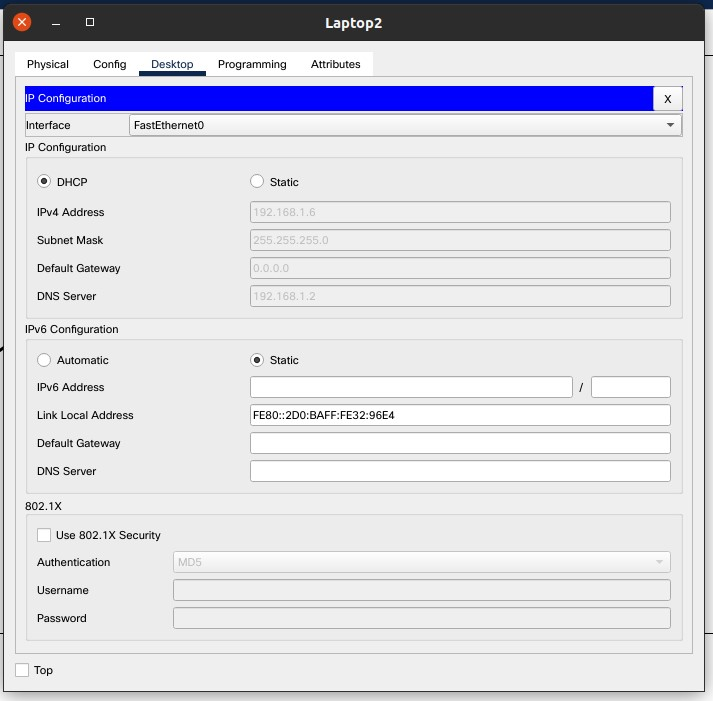 Laptop2
Physical Config Desktop Programming Attributes
IP Configuration X
Interface FastEthernet0
IP Configuration
DHCP Static
IPv4 Address 192.168.1.6
Subnet Mask 255.255.255.0
Default Gateway 0.0.0.0
DNS Server 192.168.1.2
IPv6 Configuration
Automatic Static
IPv6 Address /
Link Local Address FE80::2D0:BAFF:FE32:96E4
Default Gateway
DNS Server
802.1X
Use 802.1X Security
Authentication MD5
Username
Password
Top